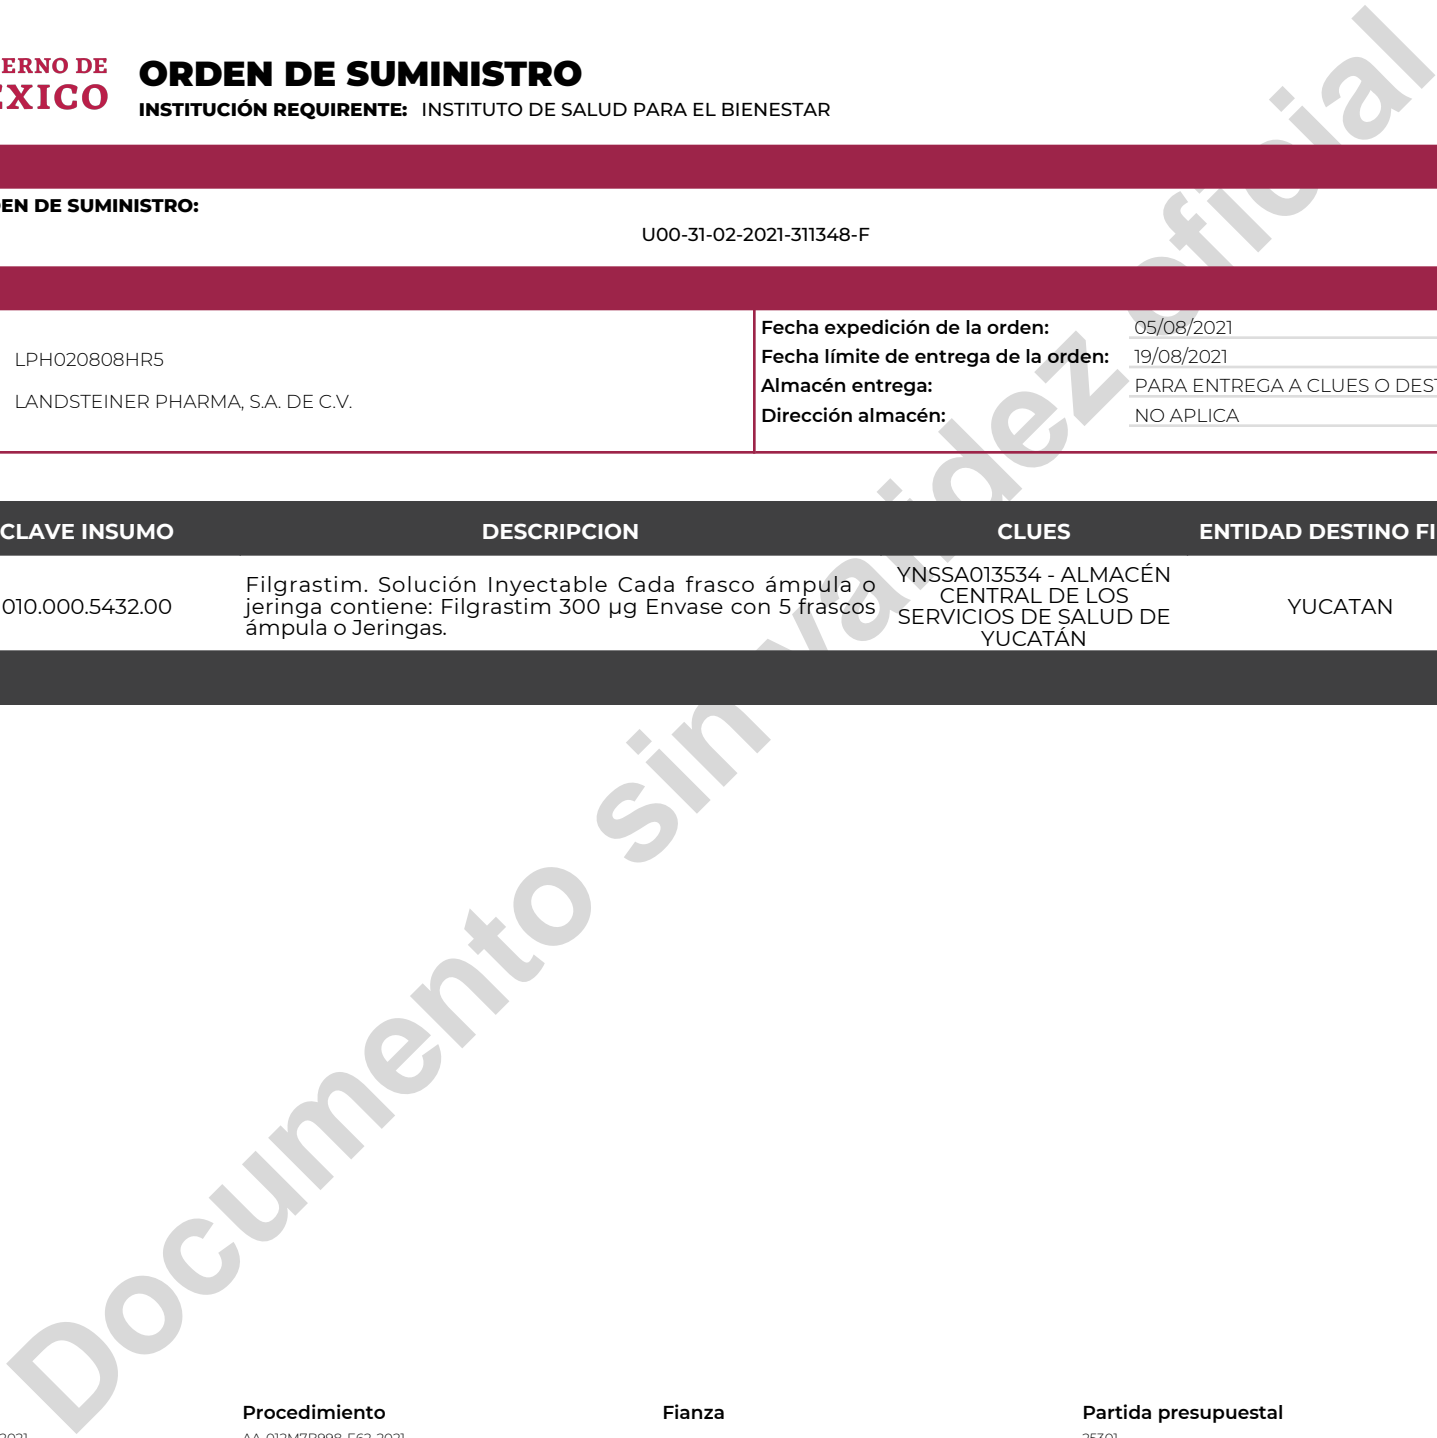 ERNO DE
EXICO
ORDEN DE SUMINISTRO
INSTITUCIÓN REQUIRENTE: INSTITUTO DE SALUD PARA EL BIENESTAR
EN DE SUMINISTRO:
U00-31-02-2021-311348-F
LPH020808HR5
LANDSTEINER PHARMA, S.A. DE C.V.
Fecha expedición de la orden: 05/08/2021
Fecha límite de entrega de la orden: 19/08/2021
Almacén entrega: PARA ENTREGA A CLUES O DEST
Dirección almacén: NO APLICA
CLAVE INSUMO DESCRIPCION CLUES ENTIDAD DESTINO FI
010.000.5432.00
Filgrastim. Solución Inyectable Cada frasco ámpula o
jeringa contiene: Filgrastim 300 µg Envase con 5 frascos
ámpula o Jeringas.
YNSSA013534 - ALMACÉN
CENTRAL DE LOS
SERVICIOS DE SALUD DE
YUCATÁN
YUCATAN
Documento sin validez oficial
Procedimiento Fianza Partida presupuestal